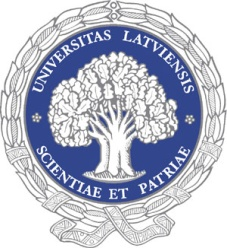 UNIVERSITAS LATVIENSIS
SCIENTIAE ET PATRIAE